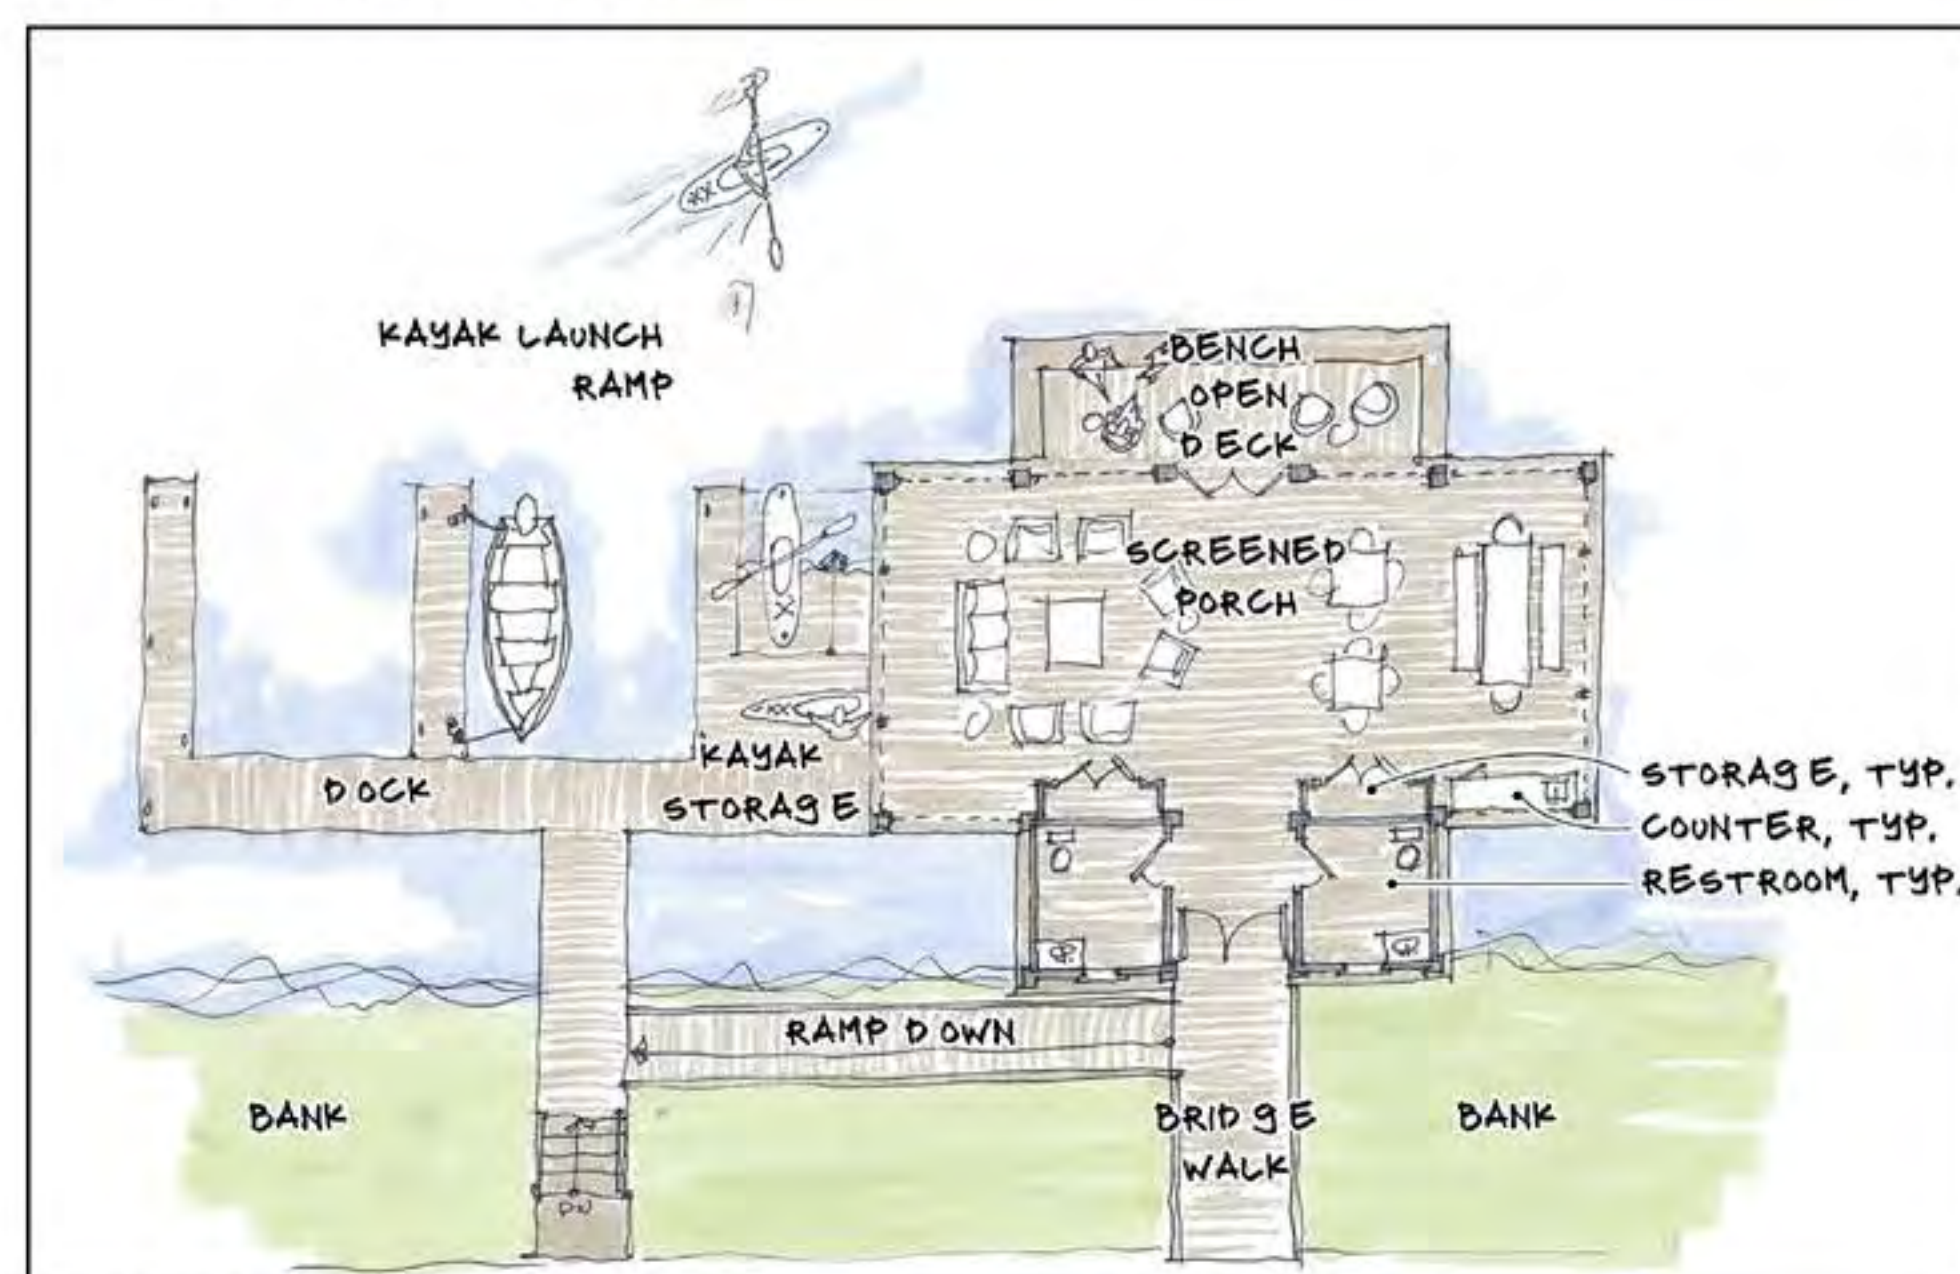 KAYAK LAUNCH
RAMP
BENCH
OPEN
DECK
SCREENED
PORCH
KAYAK
STORAGE
DOCK
STORAGE, TYP.
COUNTER, TYP.
RESTROOM, TYP.
RAMP DOWN
BANK
BRIDGE
WALK
BANK
DN